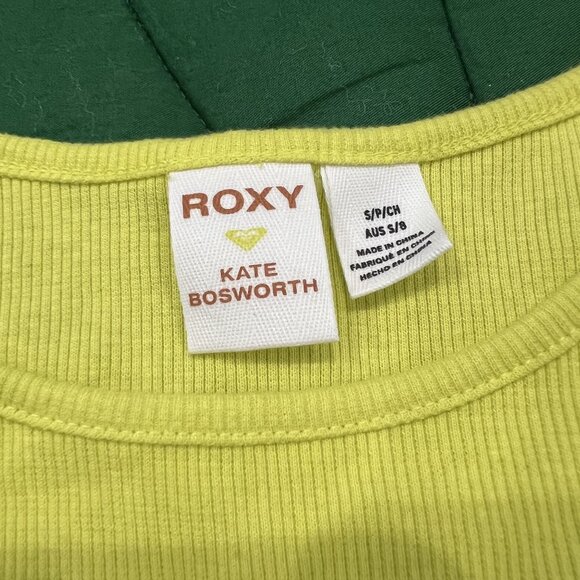 ROXY
KATE
BOSWORTH
S/P/CH
AUS S/8
MADE IN CHINA
FABRIQUÉ EN CHINE
HECHO EN CHINA